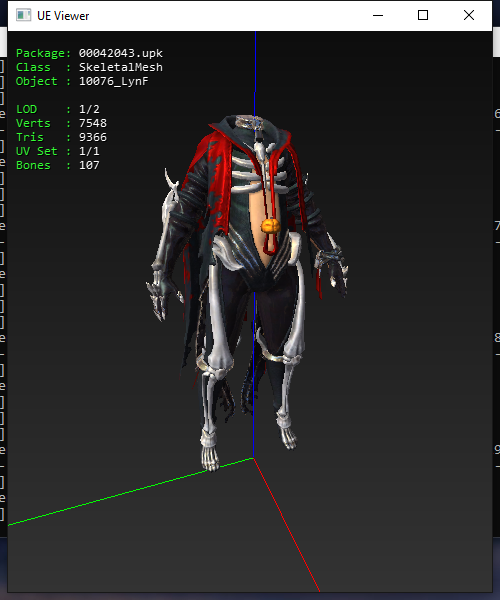 UE Viewer
Package: 00042043.upk
Class : SkeletalMesh
Object : 10076_LynF
LOD : 1/2
Verts : 7548
Tris : 9366
UV Set : 1/1
Bones : 107